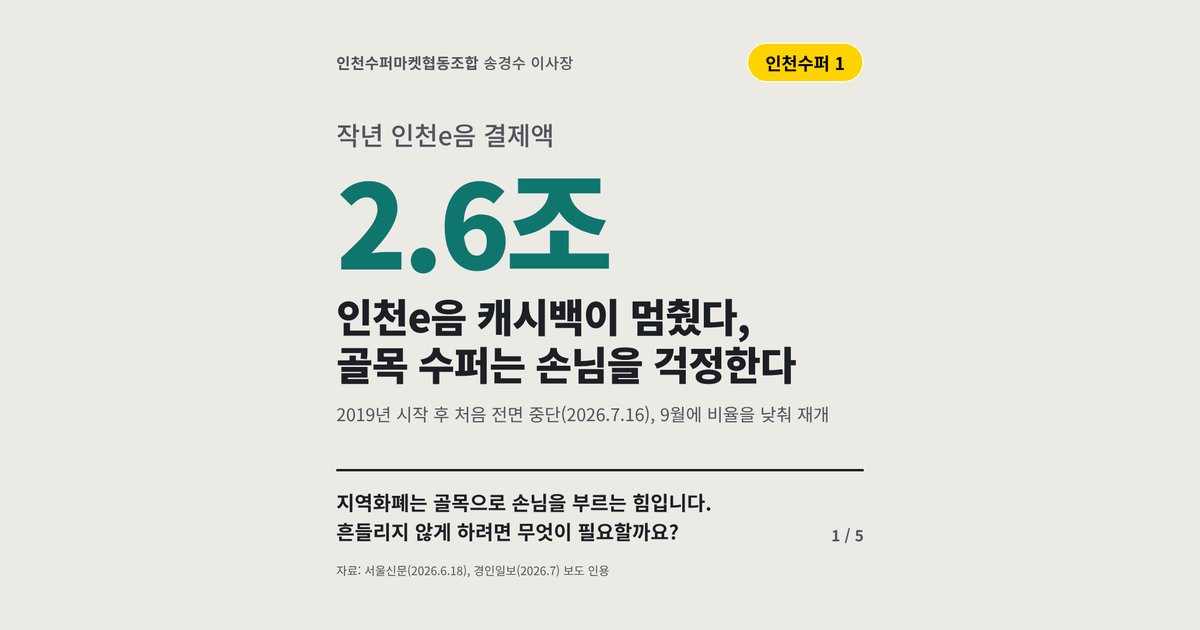 인천수퍼마켓협동조합 송경수 이사장
인천수퍼 1
작년 인천e음 결제액
2.6조
인천e음 캐시백이 멈췄다,
골목 수퍼는 손님을 걱정한다
2019년 시작 후 처음 전면 중단(2026.7.16), 9월에 비율을 낮춰 재개
지역화폐는 골목으로 손님을 부르는 힘입니다.
흔들리지 않게 하려면 무엇이 필요할까요?
1 / 5
자료: 서울신문(2026.6.18), 경인일보(2026.7) 보도 인용